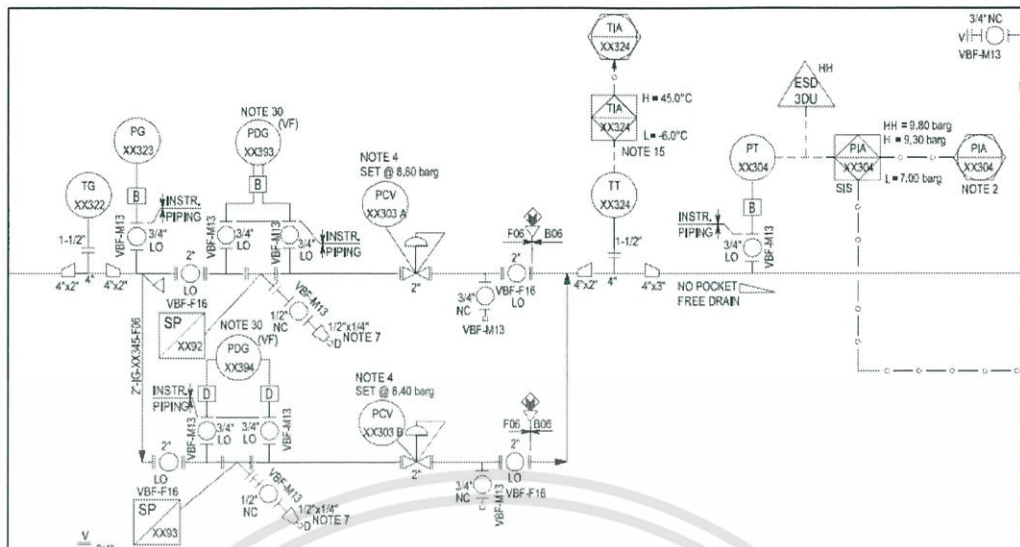 TIA
XX324
3/4" NC
V
VBF-M13
HH
ESD
3DU
NOTE 30
(VF)
PG
XX323
PDG
XX393
TIA
XX324
H = 45.0°C
L = -6.0°C
NOTE 15
HH = 9.80 barg
H = 9.30 barg
L = 7.00 barg
PT
XX304
PIA
XX304
SIS
PIA
XX304
NOTE 2
NOTE 4
SET @ 8.60 barg
PCV
XX303 A
TG
XX322
B
B
INSTR.
PIPING
TT
XX324
B
1-1/2"
VBF-M13
3/4"
LO
VBF-M13
3/4"
LO
VBF-M13
3/4"
LO
INSTR.
PIPING
F06
B06
1-1/2"
INSTR.
PIPING
3/4"
LO
VBF-M13
4"x2"
4"
4"x2"
2"
LO
VBF-F16
2"
3/4"
NC
VBF-M13
2"
VBF-F16
LO
4"x2"
4"
4"x3"
NO POCKET
FREE DRAIN
VBF-M13
1/2"
NC
1/2"x1/4"
D
NOTE 7
SP
XX92
NOTE 30
(VF)
PDG
XX394
2"-IG-XX345-F06
INSTR.
PIPING
D
D
NOTE 4
SET @ 8.40 barg
PCV
XX303 B
VBF-M13
3/4"
LO
3/4"
LO
VBF-M13
F06
B06
2"
LO
VBF-F16
2"
2"
LO
VBF-F16
3/4"
NC
VBF-M13
VBF-M13
1/2"
NC
1/2"x1/4"
D
NOTE 7
SP
XX93
V